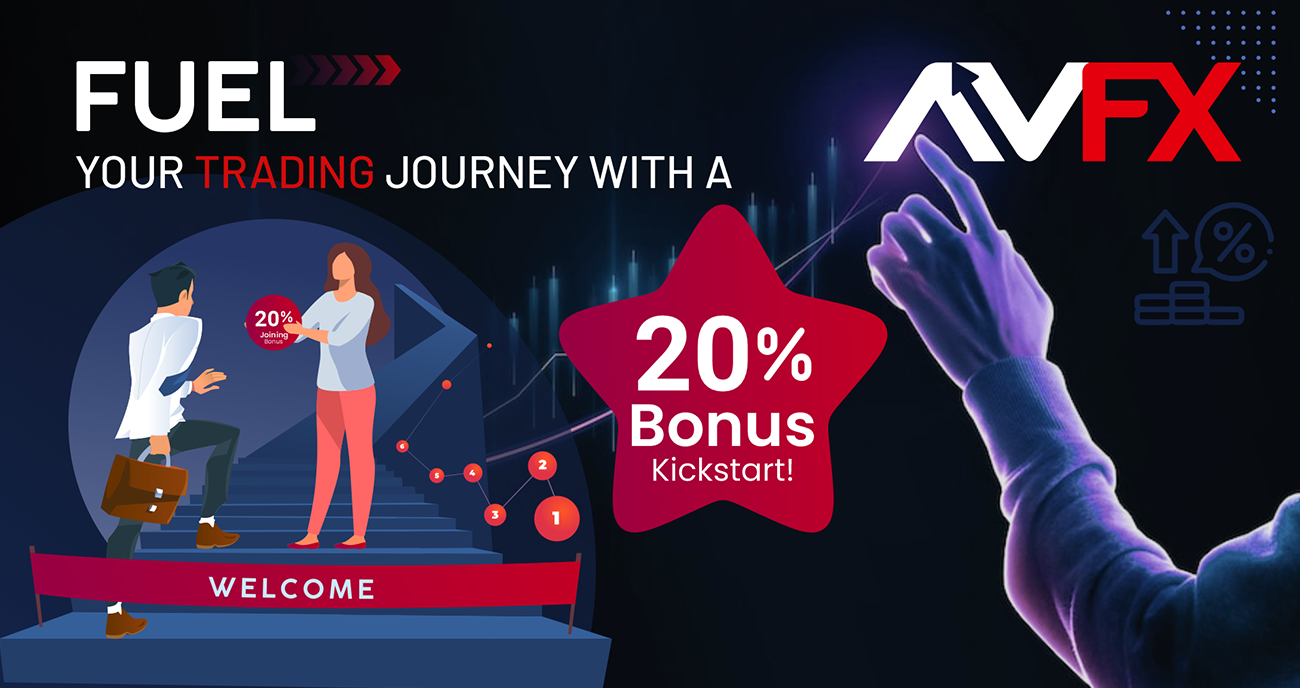 FUEL
YOUR TRADING JOURNEY WITH A
AVFX
20%
Joining
Bonus
20%
Bonus
Kickstart!
%
6
5
4
3
2
1
WELCOME